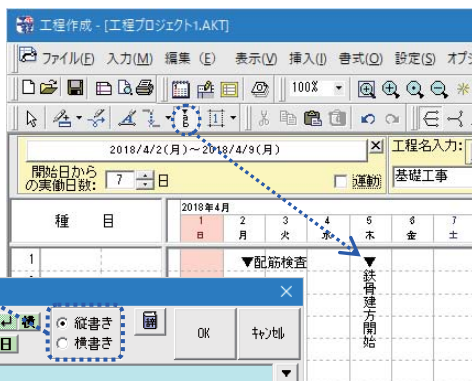 工程作成 - [工程プロジェクト1.AKT]
ファイル(F) 入力(M) 編集 (E) 表示(V) 挿入(I) 書式(O) 設定(S) オプシ
100%
2018/4/2(月)～2018/4/9(月) × 工程名入力:
開始日から
の実働日数: 7 日 連動 基礎工事
種 目
2018年4月
1 2 3 4 5 6 7
日 月 火 水 木 金 土
1
▼配筋検査 ▼鉄骨建方開始
横 縦書き OK ｷｬﾝｾﾙ
日 横書き